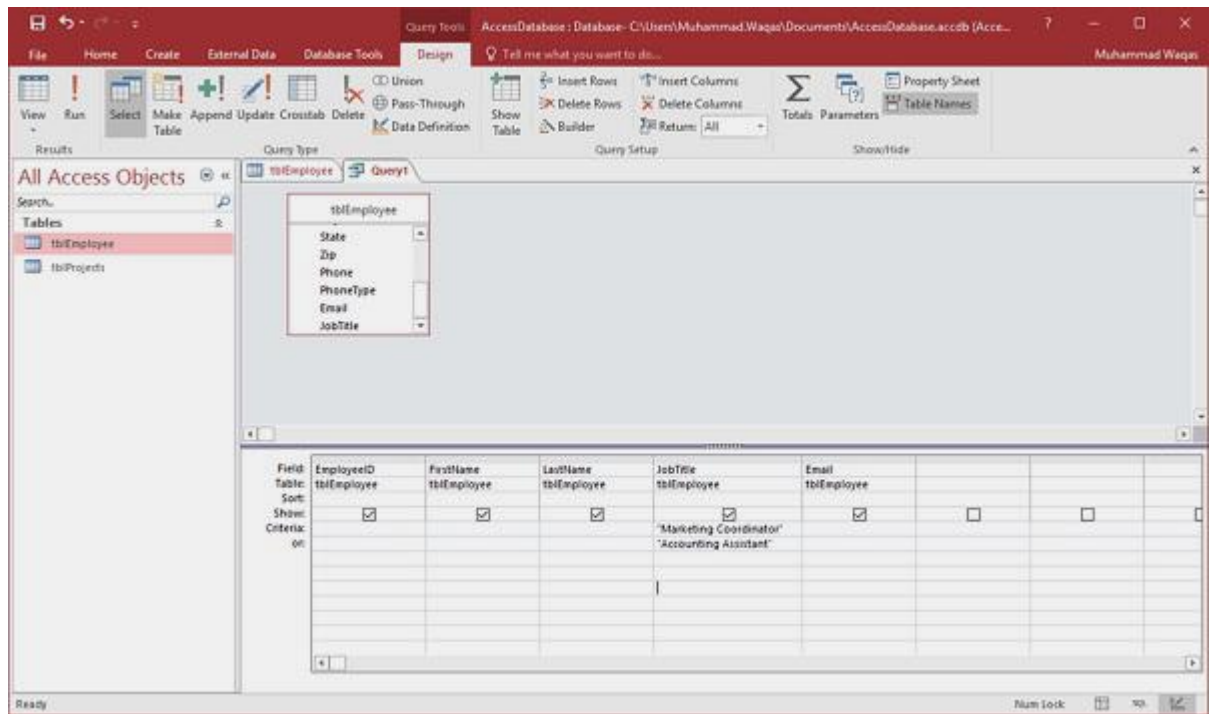 Query Tools AccessDatabase : Database- C:\Users\Muhammad.Waqas\Documents\AccessDatabase.accdb (Acce... ?
File Home Create External Data Database Tools Design Tell me what you want to do... Muhammad Waqas
View Run Select Make Table Append Update Crosstab Delete
Union
Pass-Through
Data Definition
Show Table
Insert Rows
Delete Rows
Builder
Insert Columns
Delete Columns
Return: All
Totals Parameters
Property Sheet
Table Names
Results Query Type Query Setup Show/Hide
All Access Objects
Search..
Tables
tblEmployee
tblProjects
tblEmployee Query1
tblEmployee
State
Zip
Phone
PhoneType
Email
JobTitle
Field: EmployeeID FirstName LastName JobTitle Email
Table: tblEmployee tblEmployee tblEmployee tblEmployee tblEmployee
Sort:
Show:
Criteria: "Marketing Coordinator"
or: "Accounting Assistant"
Ready Num Lock SQL